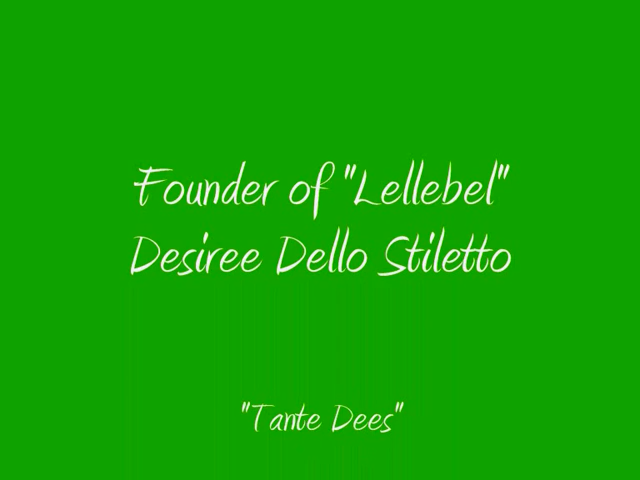 Founder of "Lellebel"
Desiree Dello Stiletto
"Tante Dees"